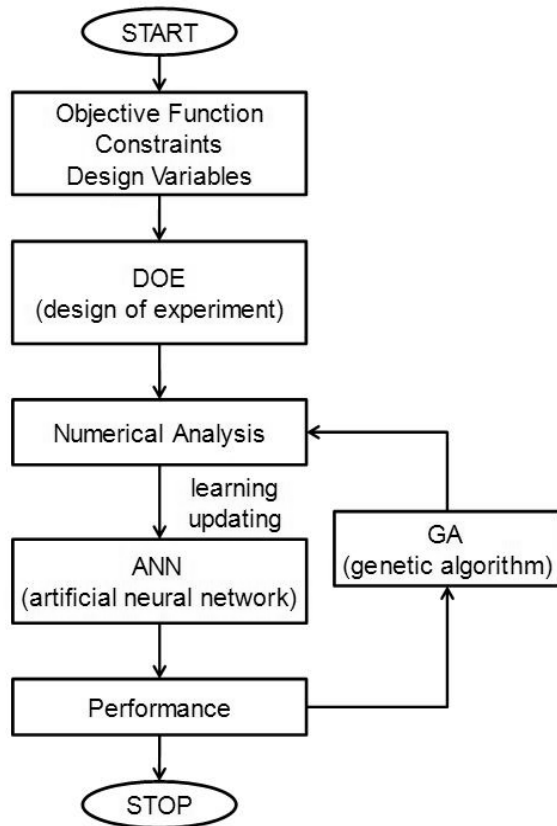 START
Objective Function
Constraints
Design Variables
DOE
(design of experiment)
Numerical Analysis
learning
updating
ANN
(artificial neural network)
GA
(genetic algorithm)
Performance
STOP